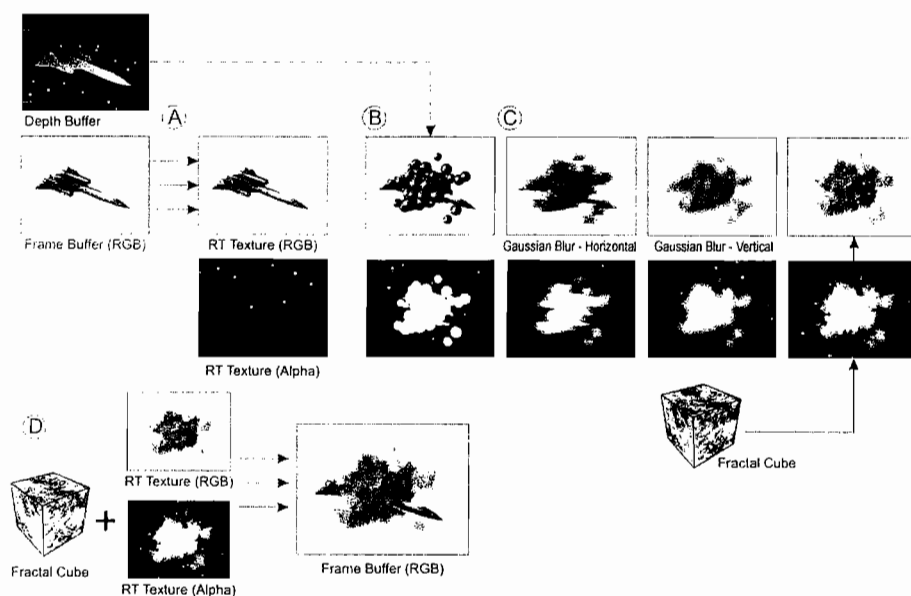 Depth Buffer
A
B
C
Frame Buffer (RGB)
RT Texture (RGB)
Gaussian Blur - Horizontal
Gaussian Blur - Vertical
RT Texture (Alpha)
D
Fractal Cube
RT Texture (RGB)
+
Fractal Cube
RT Texture (Alpha)
Frame Buffer (RGB)